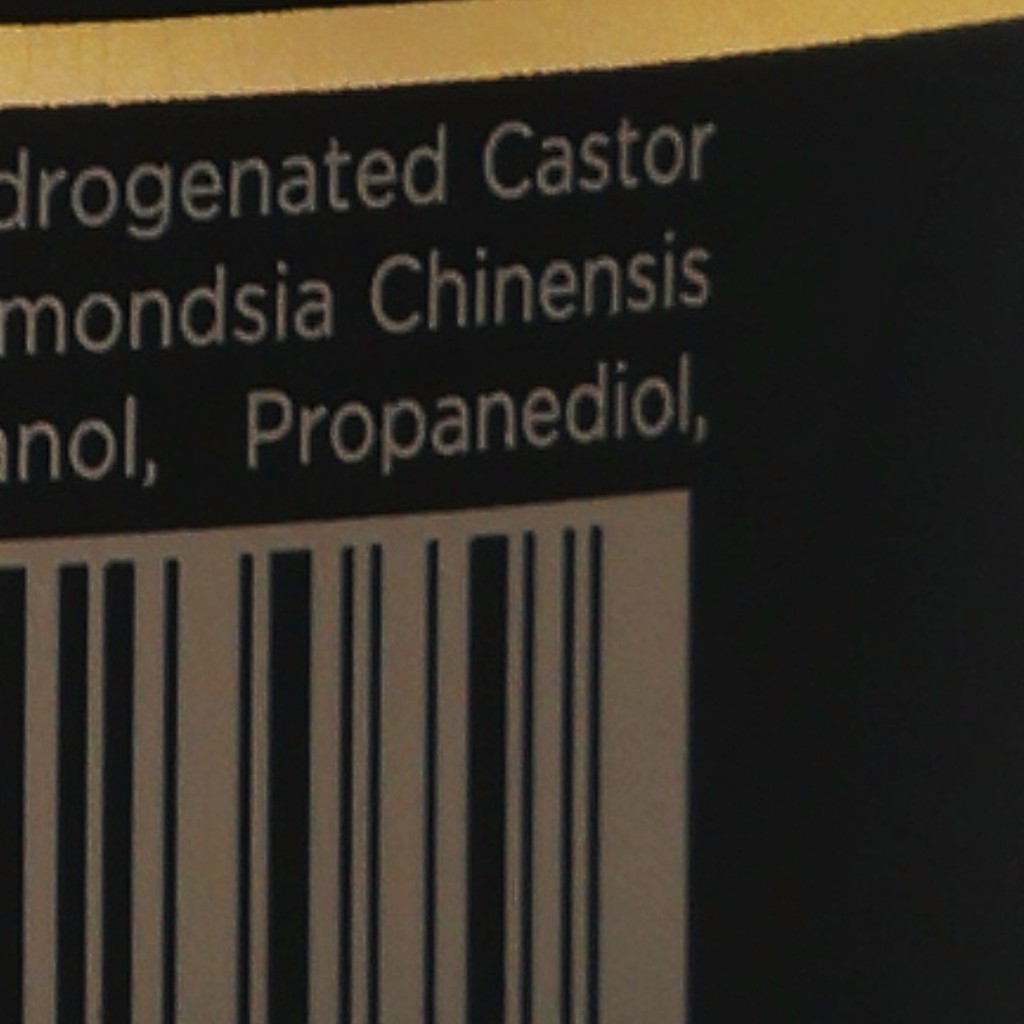 drogenated Castor
mondsia Chinensis
anol, Propanediol,